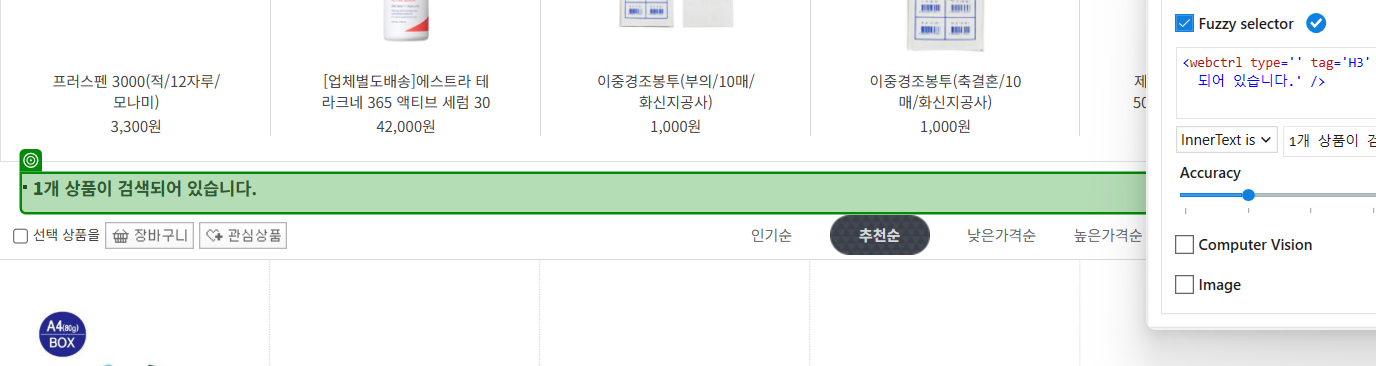 프러스펜 3000(적/12자루/
모나미)
3,300원
[업체별도배송]에스트라 테
라크네 365 액티브 세럼 30
42,000원
이중경조봉투(부의/10매/
화신지공사)
1,000원
이중경조봉투(축결혼/10
매/화신지공사)
1,000원
제
50
1개 상품이 검색되어 있습니다.
선택 상품을 장바구니 관심상품
인기순 추천순 낮은가격순 높은가격순
A4(80g)
BOX
Fuzzy selector
<webctrl type='' tag='H3'
되어 있습니다.' />
InnerText is 1개 상품이
Accuracy
Computer Vision
Image